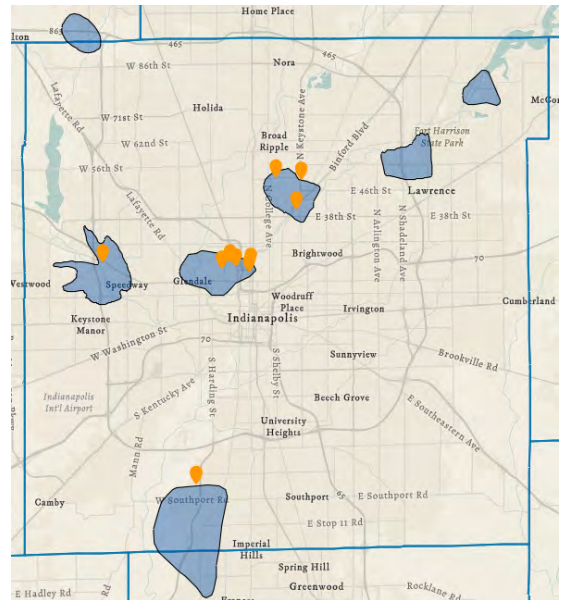 Home Place
865
465
lton
465
W 86th St
Nora
Lafayette Rd
N Keystone Ave
W 71st St
Holida
McCo
Binford Blvd
Fort Harrison
State Park
W 62nd St
Broad
Ripple
W 56th St
Lawrence
E 46th St
Lafayette Rd
N College Ave
E 38th St
N Arlington Ave
N Shadeland Ave
E 38th St
Brightwood
70
Westwood
Speedway
Glendale
Woodruff
Place
Cumberland
Keystone
Manor
Irvington
Indianapolis
W Washington St
70
Sunnyview
Brookville Rd
S Harding St
S Shelby St
S Kentucky Ave
Indianapolis
Int'l Airport
Beech Grove
E Southeastern Ave
University
Heights
Mann Rd
Camby
W Southport Rd
Southport
65
E Southport Rd
E Stop 11 Rd
Imperial
Hills
Spring Hill
E Hadley Rd
Rd
Greenwood
Rocklane Rd